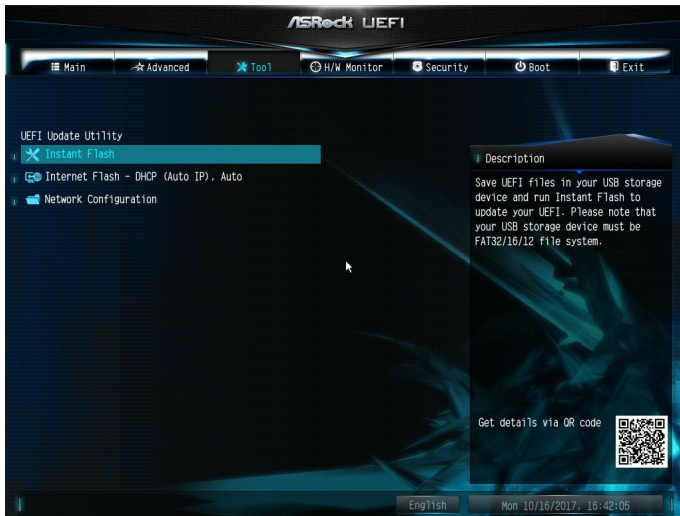 ASRock UEFI
Main
Advanced
Tool
H/W Monitor
Security
Boot
Exit
UEFI Update Utility
Instant Flash
Internet Flash - DHCP (Auto IP). Auto
Network Configuration
Description
Save UEFI files in your USB storage
device and run Instant Flash to
update your UEFI. Please note that
your USB storage device must be
FAT32/16/12 file system.
Get details via QR code
English
Mon 10/16/2017. 16:42:05